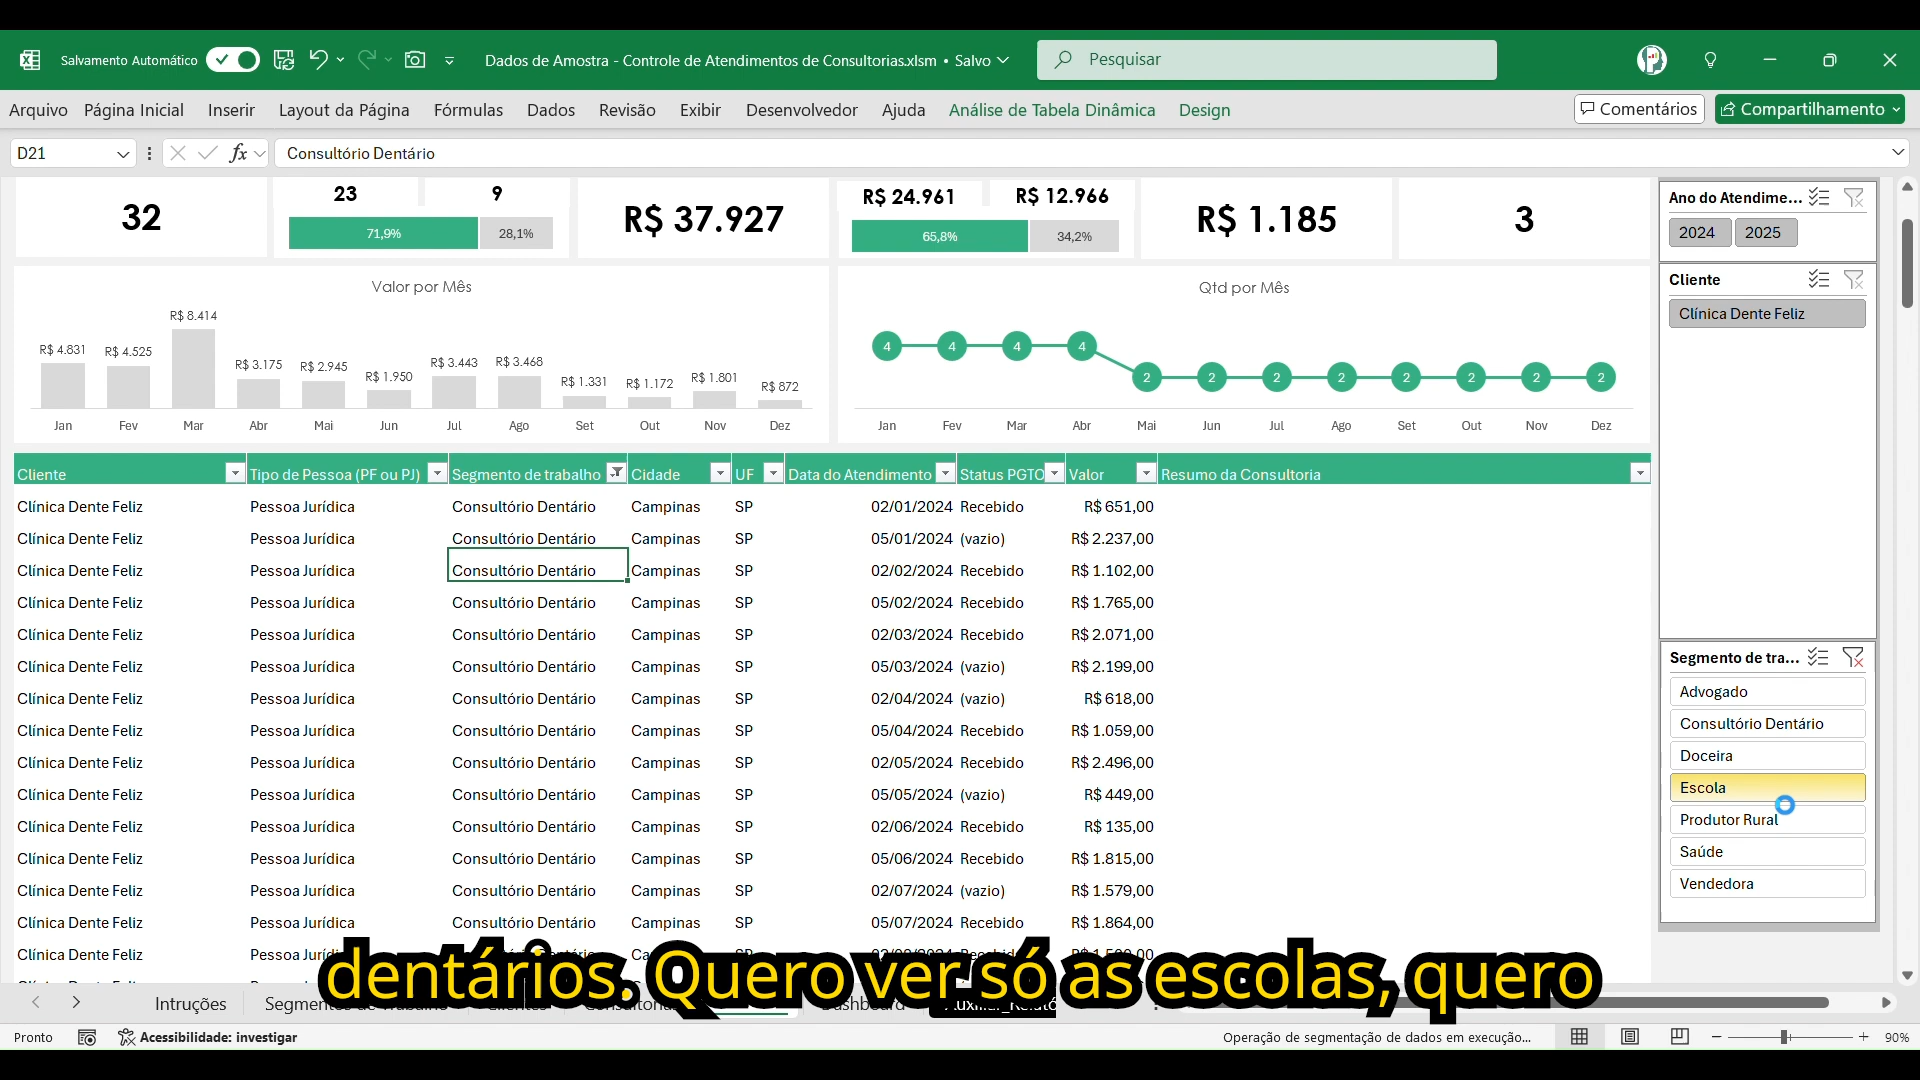 Salvamento Automático
Dados de Amostra - Controle de Atendimentos de Consultorias.xlsm • Salvo
Pesquisar
Arquivo Página Inicial Inserir Layout da Página Fórmulas Dados Revisão Exibir Desenvolvedor Ajuda Análise de Tabela Dinâmica Design
Comentários
Compartilhamento
D21
fx
Consultório Dentário
32
23 9
71,9% 28,1%
R$ 37.927
R$ 24.961 R$ 12.966
65,8% 34,2%
R$ 1.185
3
Valor por Mês
R$ 4.831 R$ 4.525 R$ 8.414 R$ 3.175 R$ 2.945 R$ 1.950 R$ 3.443 R$ 3.468 R$ 1.331 R$ 1.172 R$ 1.801 R$ 872
Jan Fev Mar Abr Mai Jun Jul Ago Set Out Nov Dez
Qtd por Mês
4 4 4 4 2 2 2 2 2 2 2 2
Jan Fev Mar Abr Mai Jun Jul Ago Set Out Nov Dez
Cliente Tipo de Pessoa (PF ou PJ) Segmento de trabalho Cidade UF Data do Atendimento Status PGTO Valor Resumo da Consultoria
Clínica Dente Feliz Pessoa Jurídica Consultório Dentário Campinas SP 02/01/2024 Recebido R$ 651,00
Clínica Dente Feliz Pessoa Jurídica Consultório Dentário Campinas SP 05/01/2024 (vazio) R$ 2.237,00
Clínica Dente Feliz Pessoa Jurídica Consultório Dentário Campinas SP 02/02/2024 Recebido R$ 1.102,00
Clínica Dente Feliz Pessoa Jurídica Consultório Dentário Campinas SP 05/02/2024 Recebido R$ 1.765,00
Clínica Dente Feliz Pessoa Jurídica Consultório Dentário Campinas SP 02/03/2024 Recebido R$ 2.071,00
Clínica Dente Feliz Pessoa Jurídica Consultório Dentário Campinas SP 05/03/2024 (vazio) R$ 2.199,00
Clínica Dente Feliz Pessoa Jurídica Consultório Dentário Campinas SP 02/04/2024 (vazio) R$ 618,00
Clínica Dente Feliz Pessoa Jurídica Consultório Dentário Campinas SP 05/04/2024 Recebido R$ 1.059,00
Clínica Dente Feliz Pessoa Jurídica Consultório Dentário Campinas SP 02/05/2024 Recebido R$ 2.496,00
Clínica Dente Feliz Pessoa Jurídica Consultório Dentário Campinas SP 05/05/2024 (vazio) R$ 449,00
Clínica Dente Feliz Pessoa Jurídica Consultório Dentário Campinas SP 02/06/2024 Recebido R$ 135,00
Clínica Dente Feliz Pessoa Jurídica Consultório Dentário Campinas SP 05/06/2024 Recebido R$ 1.815,00
Clínica Dente Feliz Pessoa Jurídica Consultório Dentário Campinas SP 02/07/2024 (vazio) R$ 1.579,00
Clínica Dente Feliz Pessoa Jurídica Consultório Dentário Campinas SP 05/07/2024 Recebido R$ 1.864,00
Clínica Dente Feliz
Ano do Atendime...
2024 2025
Cliente
Clínica Dente Feliz
Segmento de tra...
Advogado
Consultório Dentário
Doceira
Escola
Produtor Rural
Saúde
Vendedora
dentários. Quero ver só as escolas, quero
Intruções
Pronto
Acessibilidade: investigar
Operação de segmentação de dados em execução...
90%